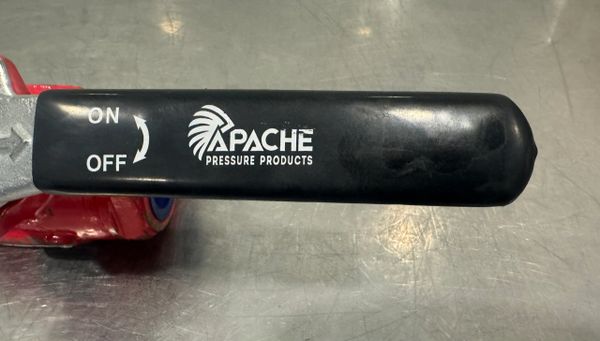 ON
OFF
APACHE
PRESSURE PRODUCTS